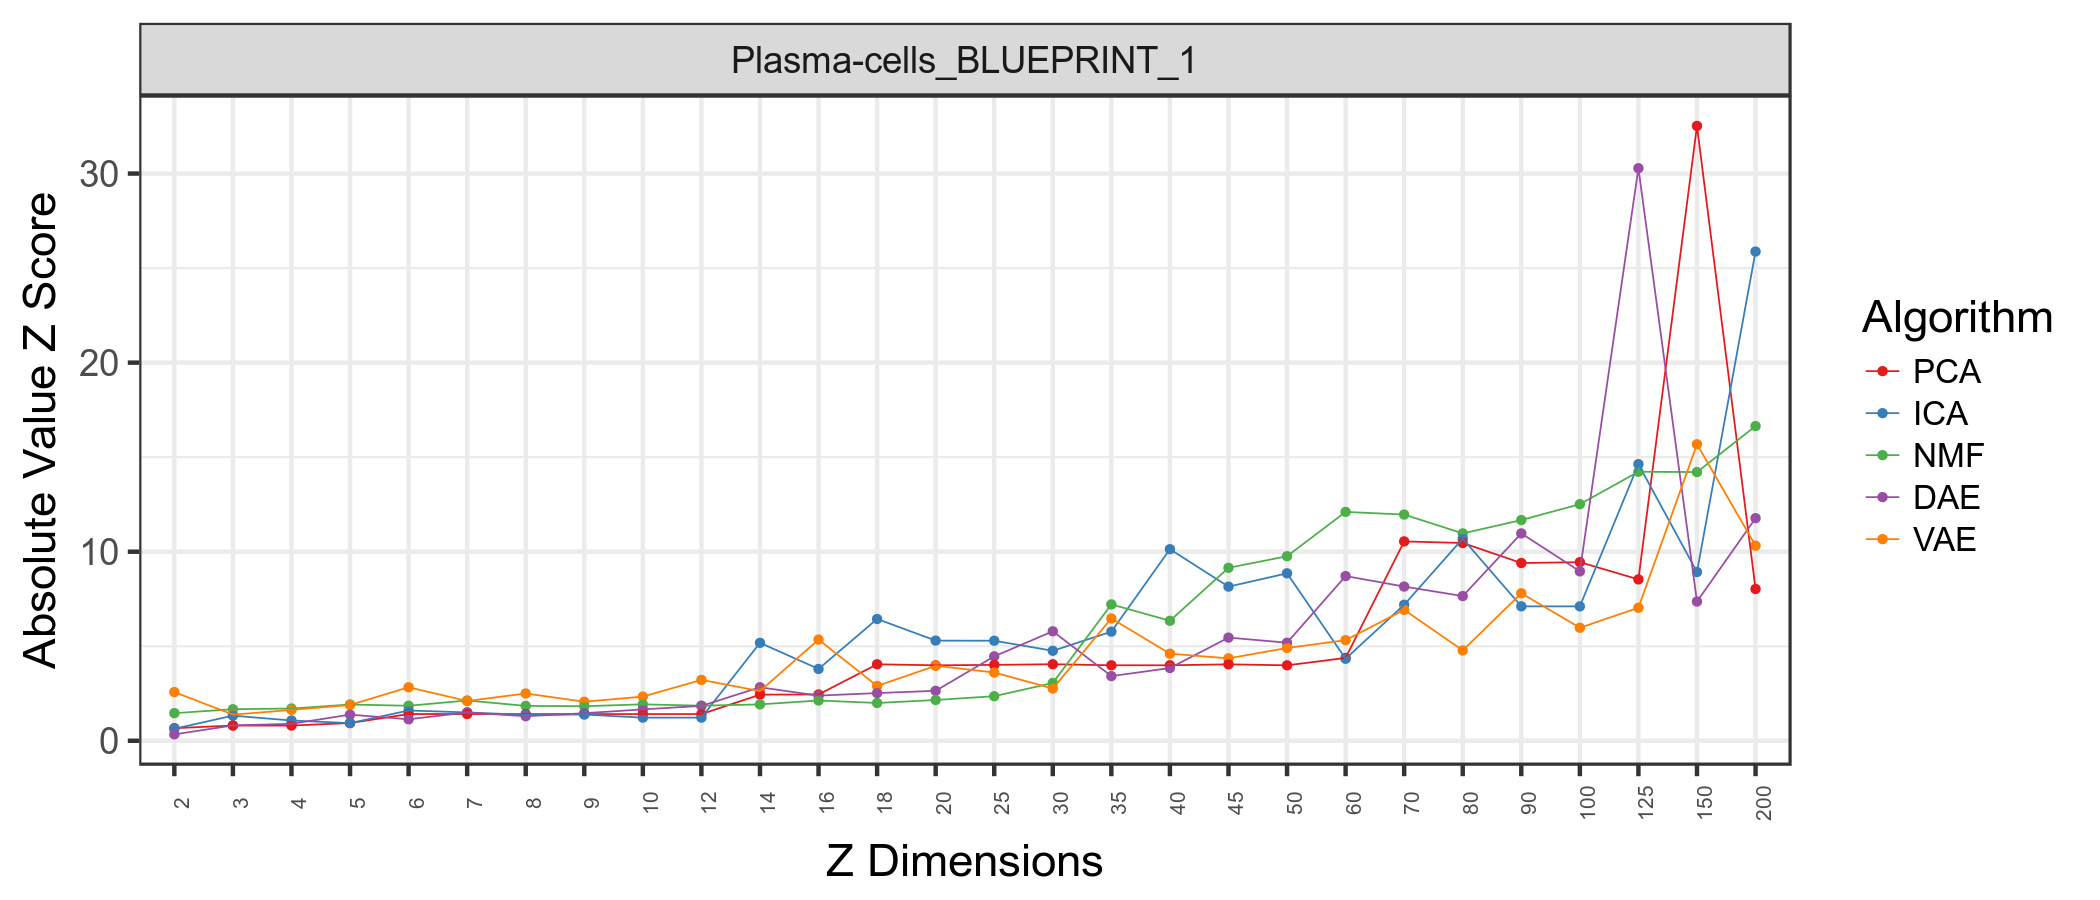 Plasma-cells_BLUEPRINT_1
Absolute Value Z Score
30
20
10
0
2 3 4 5 6 7 8 9 10 12 14 16 18 20 25 30 35 40 45 50 60 70 80 90 100 125 150 200
Z Dimensions
Algorithm
PCA
ICA
NMF
DAE
VAE